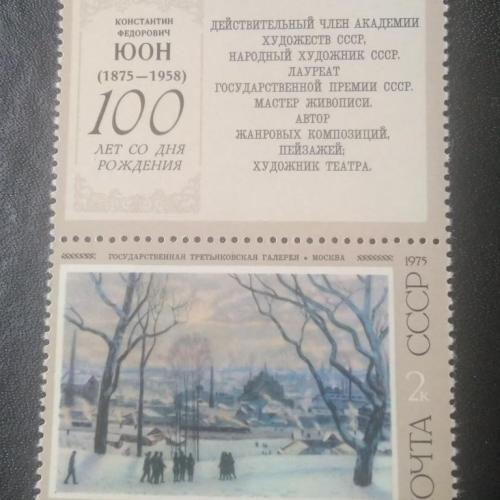 КОНСТАНТИН
ФЕДОРОВИЧ
ЮОН
(1875—1958)
100
ЛЕТ СО ДНЯ
РОЖДЕНИЯ
ДЕЙСТВИТЕЛЬНЫЙ ЧЛЕН АКАДЕМИИ
ХУДОЖЕСТВ СССР,
НАРОДНЫЙ ХУДОЖНИК СССР.
ЛАУРЕАТ
ГОСУДАРСТВЕННОЙ ПРЕМИИ СССР.
МАСТЕР ЖИВОПИСИ.
АВТОР
ЖАНРОВЫХ КОМПОЗИЦИЙ,
ПЕЙЗАЖЕЙ;
ХУДОЖНИК ТЕАТРА.
ГОСУДАРСТВЕННАЯ ТРЕТЬЯКОВСКАЯ ГАЛЕРЕЯ • МОСКВА
1975
ПОЧТА СССР
2к